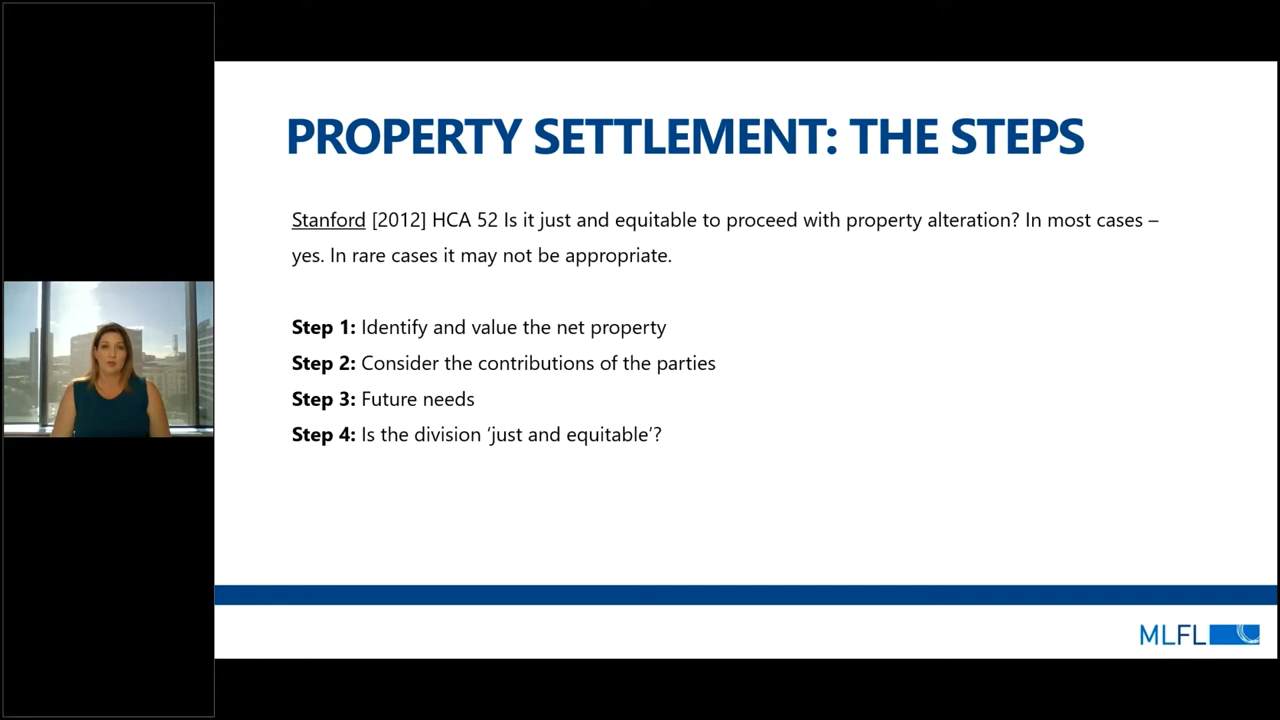 PROPERTY SETTLEMENT: THE STEPS
Stanford [2012] HCA 52 Is it just and equitable to proceed with property alteration? In most cases –
yes. In rare cases it may not be appropriate.
Step 1: Identify and value the net property
Step 2: Consider the contributions of the parties
Step 3: Future needs
Step 4: Is the division ‘just and equitable’?
MLFL